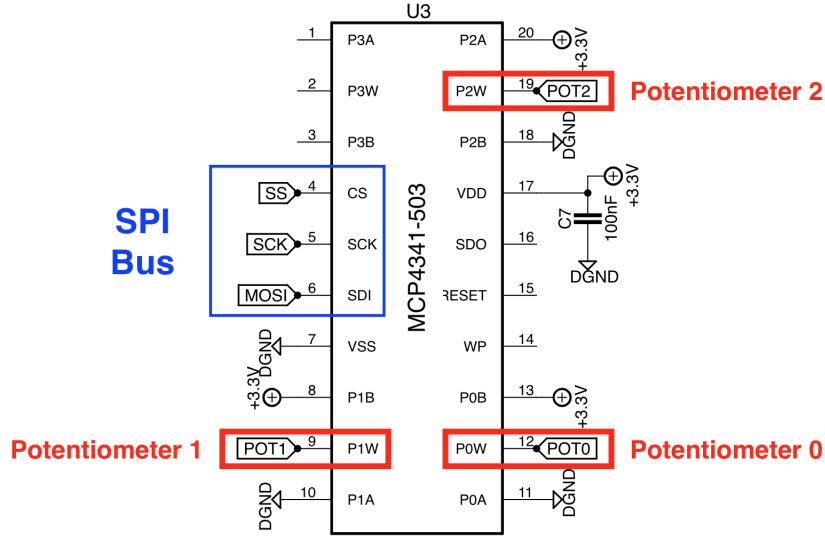 U3
1 P3A P2A 20 +3.3V
2 P3W P2W 19 POT2 Potentiometer 2
3 P3B P2B 18 DGND
SPI
Bus
SS 4 CS VDD 17 +3.3V
C7 100nF
SCK 5 SCK SDO 16 DGND
MOSI 6 SDI RESET 15
MCP4341-503
DGND 7 VSS WP 14
+3.3V 8 P1B P0B 13 +3.3V
Potentiometer 1 POT1 9 P1W P0W 12 POT0 Potentiometer 0
DGND 10 P1A P0A 11 DGND